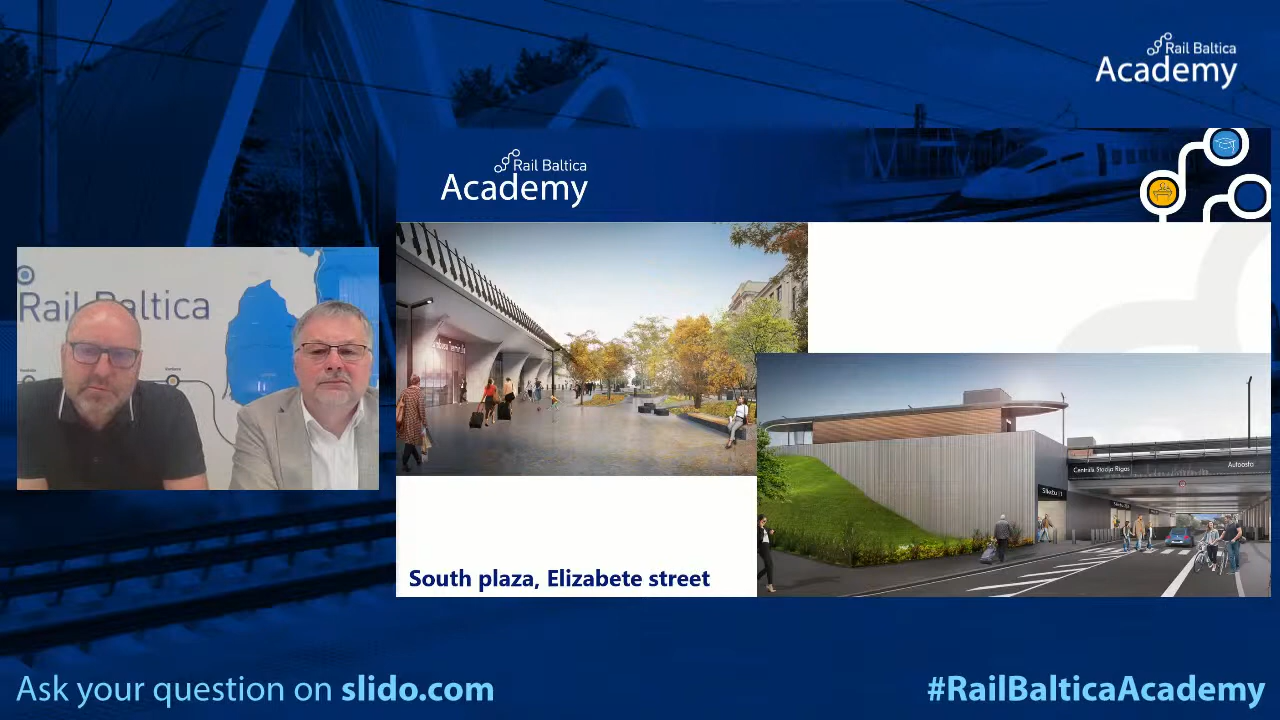 Rail Baltica
Academy
Rail Baltica
Academy
Rail Baltica
Centrālā Stacija Rīgas
Autoosta
South plaza, Elizabete street
Ask your question on slido.com
#RailBalticaAcademy